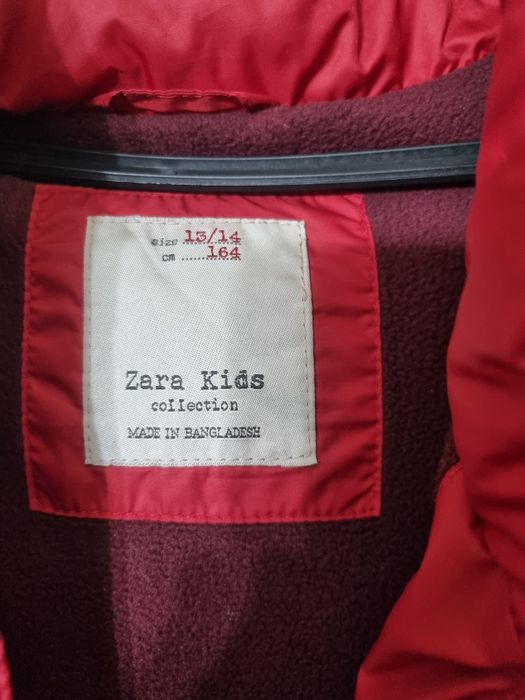 size 13/14
cm 164
Zara Kids
collection
MADE IN BANGLADESH